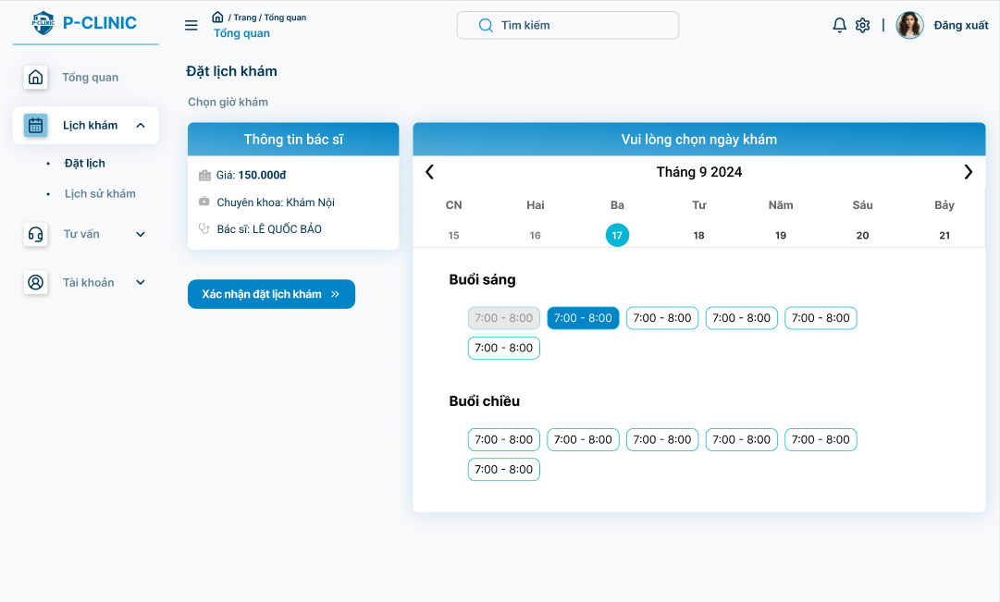 P-CLINIC
P-CLINIC
/ Trang / Tổng quan
Tổng quan
Tìm kiếm
|
Đăng xuất
Tổng quan
Lịch khám
• Đặt lịch
• Lịch sử khám
Tư vấn
Tài khoản
Đặt lịch khám
Chọn giờ khám
Thông tin bác sĩ
Giá: 150.000đ
Chuyên khoa: Khám Nội
Bác sĩ: LÊ QUỐC BẢO
Xác nhận đặt lịch khám »
Vui lòng chọn ngày khám
Tháng 9 2024
CN Hai Ba Tư Năm Sáu Bảy
15 16 17 18 19 20 21
Buổi sáng
7:00 - 8:00 7:00 - 8:00 7:00 - 8:00 7:00 - 8:00 7:00 - 8:00
7:00 - 8:00
Buổi chiều
7:00 - 8:00 7:00 - 8:00 7:00 - 8:00 7:00 - 8:00 7:00 - 8:00
7:00 - 8:00